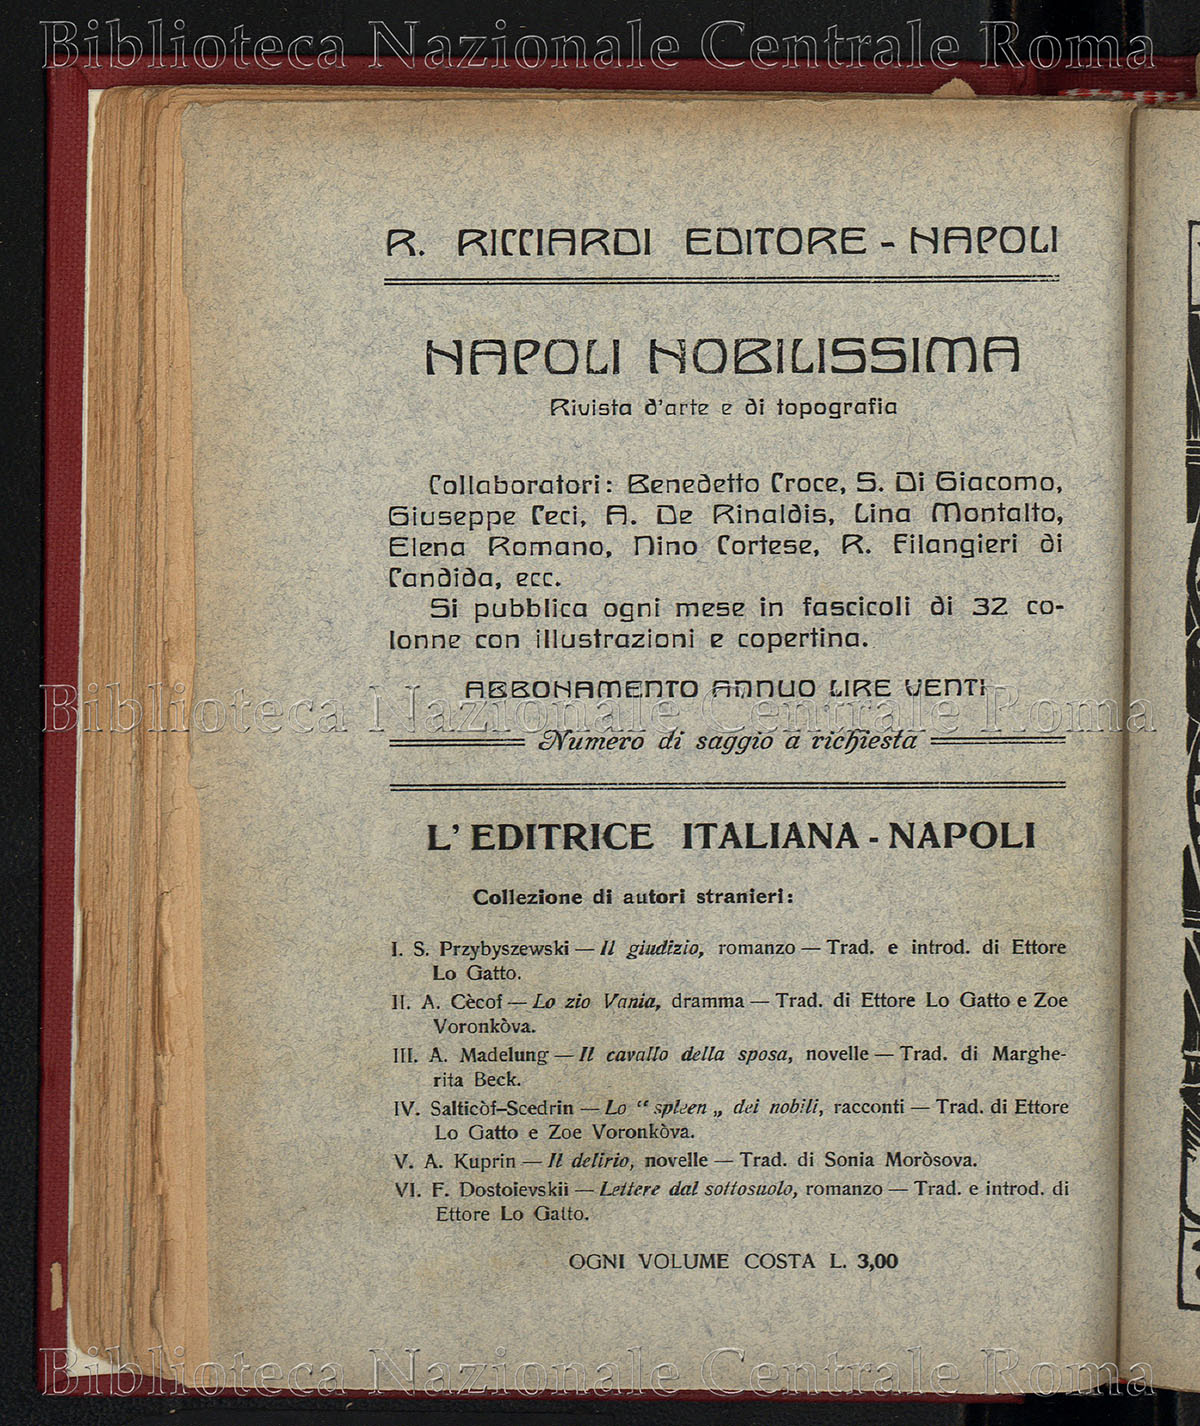 Biblioteca Nazionale Centrale Roma
R. RICCIARDI EDITORE - NAPOLI
NAPOLI NOBILISSIMA
Rivista d'arte e di topografia
Collaboratori: Benedetto Croce, S. Di Giacomo,
Giuseppe Ceci, A. De Rinaldis, Lina Montalto,
Elena Romano, Nino Cortese, R. Filangieri di
Candida, ecc.
Si pubblica ogni mese in fascicoli di 32 co-
lonne con illustrazioni e copertina.
ABBONAMENTO ANNUO LIRE VENTI
Biblioteca Nazionale Centrale Roma
Numero di saggio a richiesta
L' EDITRICE ITALIANA - NAPOLI
Collezione di autori stranieri:
I. S. Przybyszewski — Il giudizio, romanzo — Trad. e introd. di Ettore
Lo Gatto.
II. A. Cècof — Lo zio Vania, dramma — Trad. di Ettore Lo Gatto e Zoe
Voronkòva.
III. A. Madelung — Il cavallo della sposa, novelle — Trad. di Marghe-
rita Beck.
IV. Salticòf-Scedrin — Lo “ spleen „ dei nobili, racconti — Trad. di Ettore
Lo Gatto e Zoe Voronkòva.
V. A. Kuprin — Il delirio, novelle — Trad. di Sonia Moròsova.
VI. F. Dostoievskii — Lettere dal sottosuolo, romanzo — Trad. e introd. di
Ettore Lo Gatto.
OGNI VOLUME COSTA L. 3,00
Biblioteca Nazionale Centrale Roma